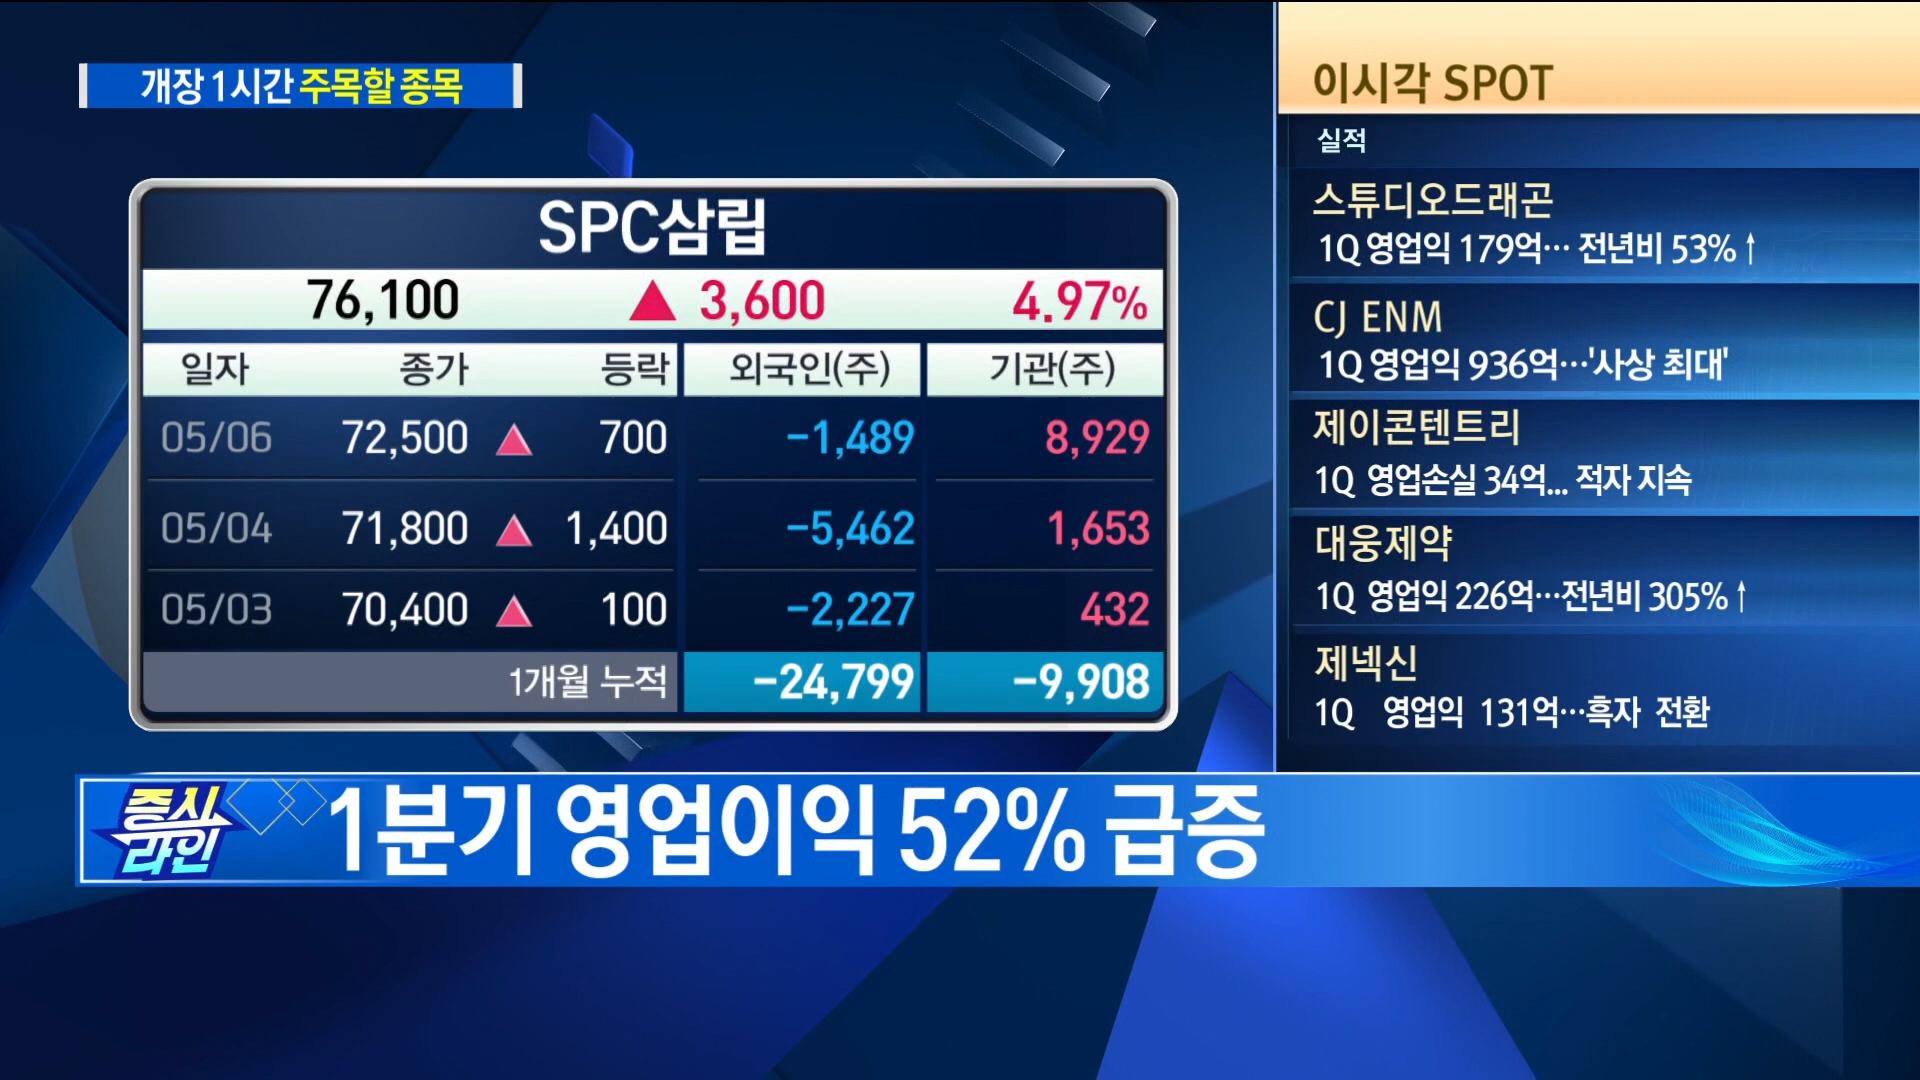 개장 1시간 주목할 종목
SPC삼립
76,100 ▲ 3,600 4.97%
일자 종가 등락 외국인(주) 기관(주)
05/06 72,500 ▲ 700 -1,489 8,929
05/04 71,800 ▲ 1,400 -5,462 1,653
05/03 70,400 ▲ 100 -2,227 432
1개월 누적 -24,799 -9,908
이시각 SPOT
실적
스튜디오드래곤
1Q 영업익 179억… 전년비 53%↑
CJ ENM
1Q 영업익 936억…'사상 최대'
제이콘텐트리
1Q 영업손실 34억... 적자 지속
대웅제약
1Q 영업익 226억…전년비 305%↑
제넥신
1Q 영업익 131억…흑자 전환
증시
라인
1분기 영업이익 52% 급증